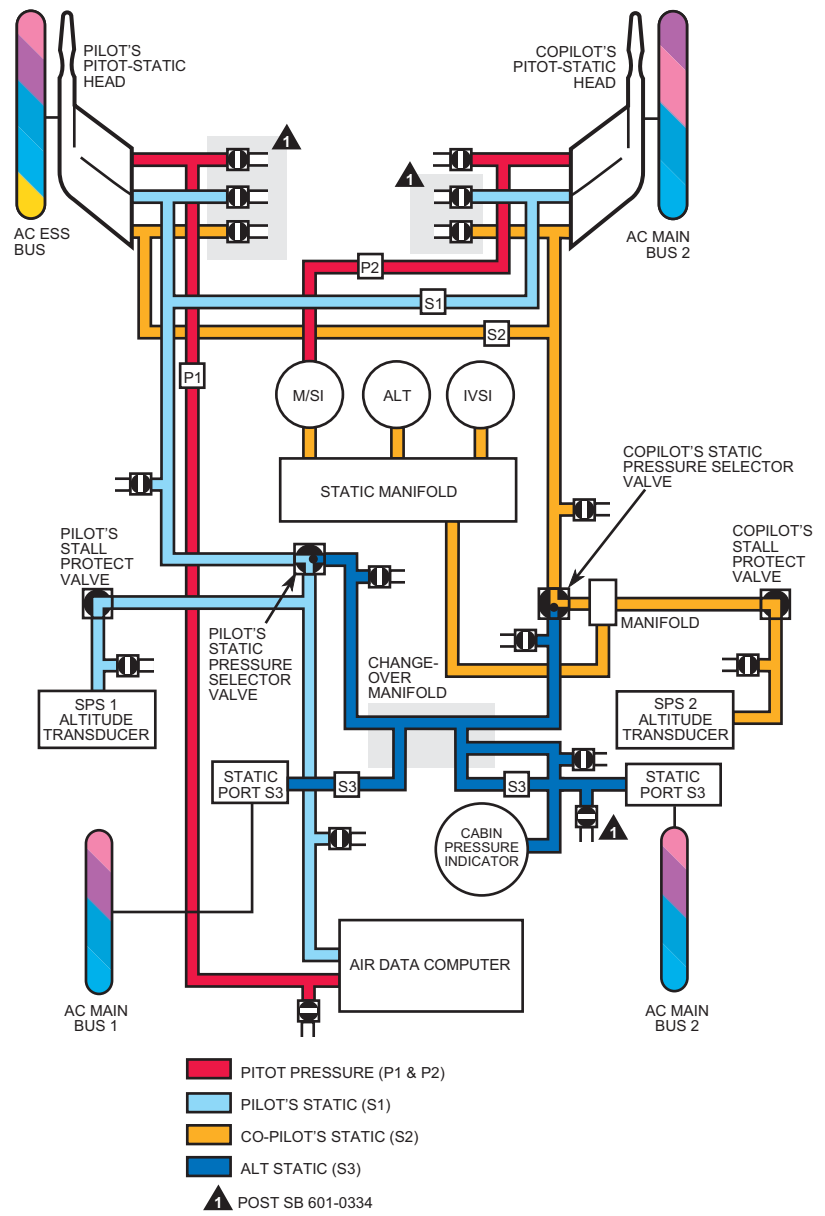 PILOT'S
PITOT-STATIC
HEAD
COPILOT'S
PITOT-STATIC
HEAD
1
1
AC ESS
BUS
AC MAIN
BUS 2
P2
S1
S2
P1
M/SI
ALT
IVSI
STATIC MANIFOLD
COPILOT'S STATIC
PRESSURE SELECTOR
VALVE
PILOT'S
STALL
PROTECT
VALVE
COPILOT'S
STALL
PROTECT
VALVE
PILOT'S
STATIC
PRESSURE
SELECTOR
VALVE
MANIFOLD
CHANGE-
OVER
MANIFOLD
SPS 1
ALTITUDE
TRANSDUCER
SPS 2
ALTITUDE
TRANSDUCER
STATIC
PORT S3
S3
S3
STATIC
PORT S3
1
CABIN
PRESSURE
INDICATOR
AIR DATA COMPUTER
AC MAIN
BUS 1
AC MAIN
BUS 2
PITOT PRESSURE (P1 & P2)
PILOT'S STATIC (S1)
CO-PILOT'S STATIC (S2)
ALT STATIC (S3)
1 POST SB 601-0334